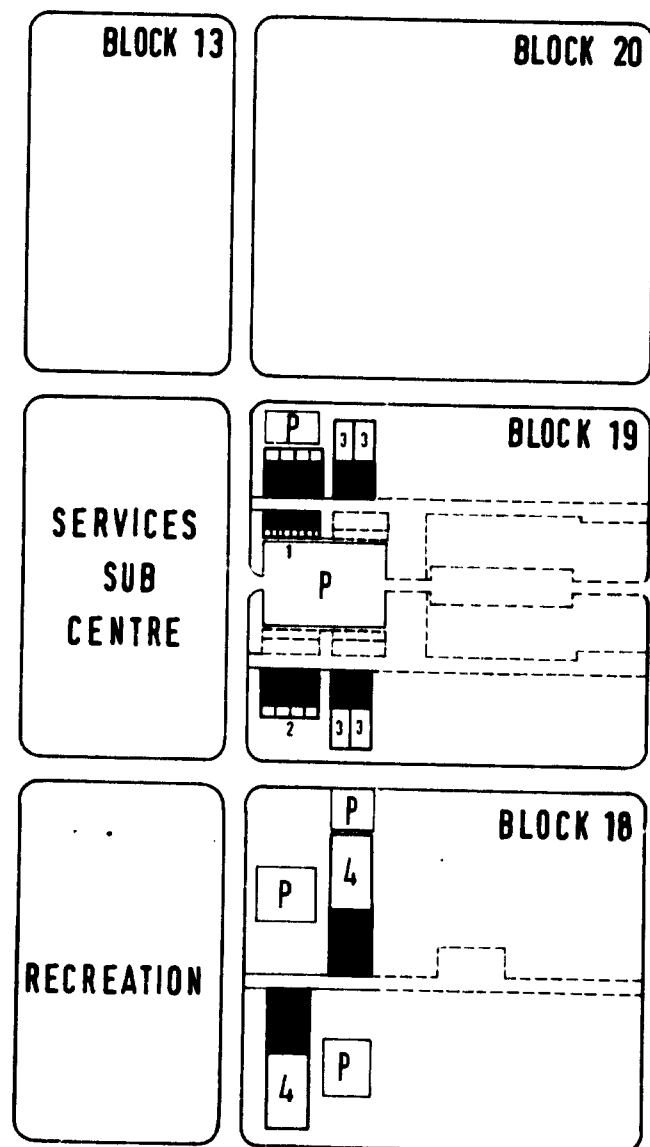 BLOCK 13
BLOCK 20
SERVICES
SUB
CENTRE
BLOCK 19
P
3 3
1
P
2
3 3
RECREATION
BLOCK 18
P
4
P
4
P